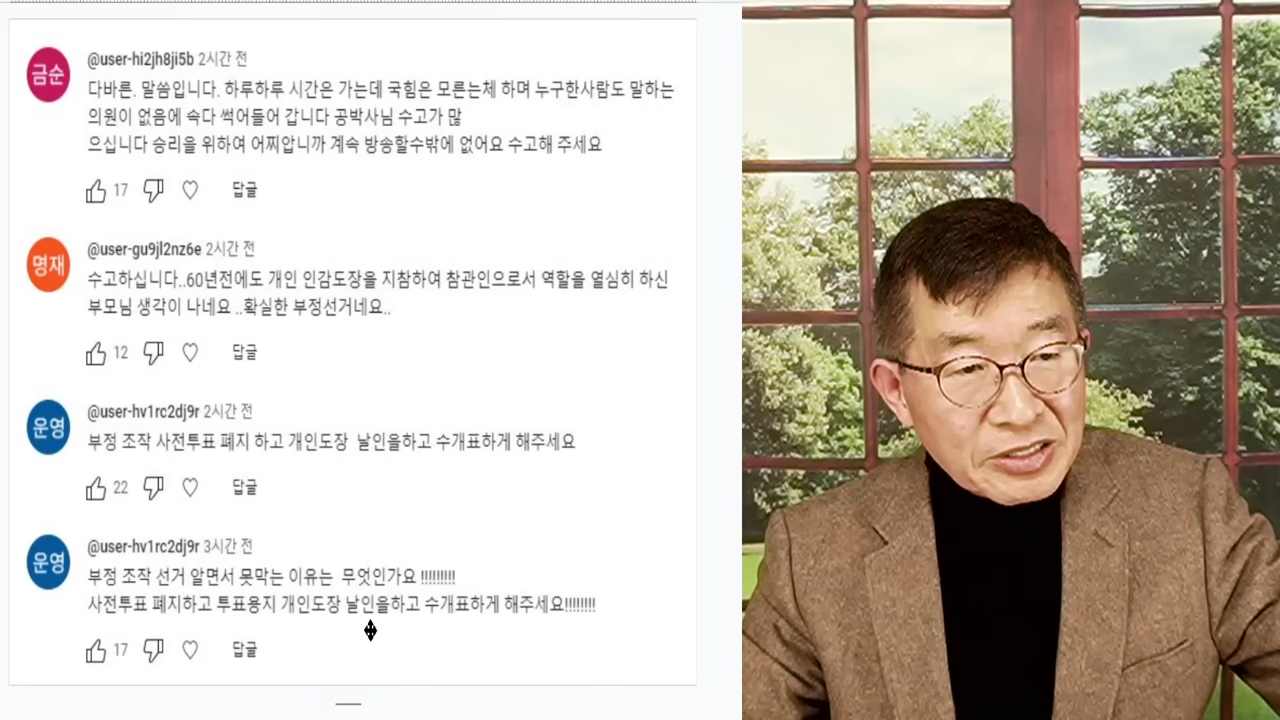 금순
@user-hi2jh8ji5b 2시간 전
다바른. 말씀입니다. 하루하루 시간은 가는데 국힘은 모른는체 하며 누구한사람도 말하는
의원이 없음에 속다 썩어들어 갑니다 공박사님 수고가 많
으십니다 승리를 위하여 어찌압니까 계속 방송할수밖에 없어요 수고해 주세요
17 답글
명재
@user-gu9jl2nz6e 2시간 전
수고하십니다..60년전에도 개인 인감도장을 지참하여 참관인으로서 역할을 열심히 하신
부모님 생각이 나네요 ..확실한 부정선거네요..
12 답글
운영
@user-hv1rc2dj9r 2시간 전
부정 조작 사전투표 폐지 하고 개인도장 날인을하고 수개표하게 해주세요
22 답글
운영
@user-hv1rc2dj9r 3시간 전
부정 조작 선거 알면서 못막는 이유는 무엇인가요 !!!!!!!!!
사전투표 폐지하고 투표용지 개인도장 날인을하고 수개표하게 해주세요!!!!!!!!
17 답글